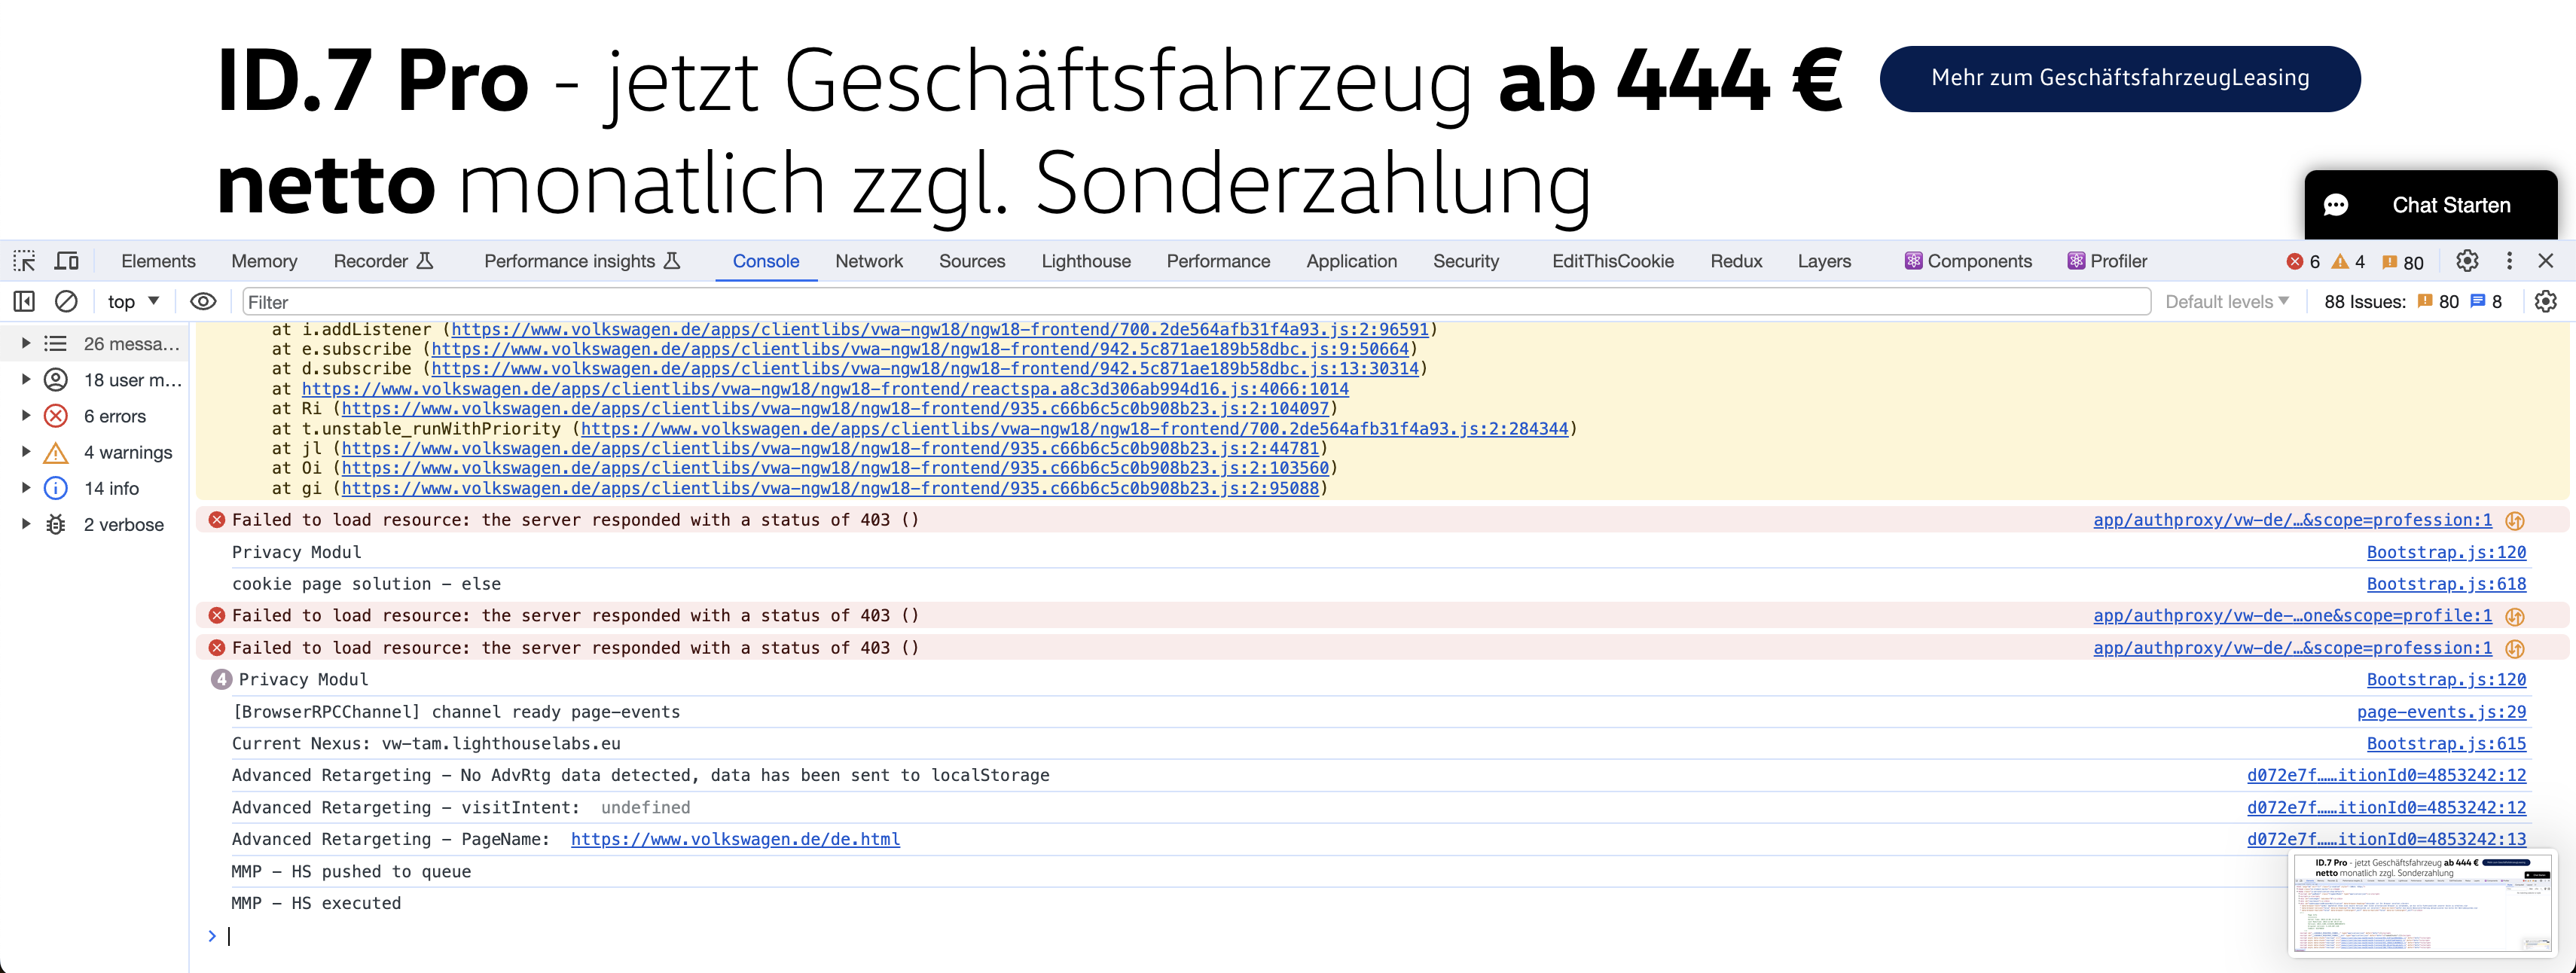 ID.7 Pro - jetzt Geschäftsfahrzeug ab 444 €
netto monatlich zzgl. Sonderzahlung
Mehr zum GeschäftsfahrzeugLeasing
Chat Starten
Elements Memory Recorder Performance insights Console Network Sources Lighthouse Performance Application Security EditThisCookie Redux Layers Components Profiler 6 4 80
top Filter Default levels 88 Issues: 80 8
26 messa…
18 user m…
6 errors
4 warnings
14 info
2 verbose
at i.addListener (https://www.volkswagen.de/apps/clientlibs/vwa-ngw18/ngw18-frontend/700.2de564afb31f4a93.js:2:96591)
at e.subscribe (https://www.volkswagen.de/apps/clientlibs/vwa-ngw18/ngw18-frontend/942.5c871ae189b58dbc.js:9:50664)
at d.subscribe (https://www.volkswagen.de/apps/clientlibs/vwa-ngw18/ngw18-frontend/942.5c871ae189b58dbc.js:13:30314)
at https://www.volkswagen.de/apps/clientlibs/vwa-ngw18/ngw18-frontend/reactspa.a8c3d306ab994d16.js:4066:1014
at Ri (https://www.volkswagen.de/apps/clientlibs/vwa-ngw18/ngw18-frontend/935.c66b6c5c0b908b23.js:2:104097)
at t.unstable_runWithPriority (https://www.volkswagen.de/apps/clientlibs/vwa-ngw18/ngw18-frontend/700.2de564afb31f4a93.js:2:284344)
at jl (https://www.volkswagen.de/apps/clientlibs/vwa-ngw18/ngw18-frontend/935.c66b6c5c0b908b23.js:2:44781)
at Oi (https://www.volkswagen.de/apps/clientlibs/vwa-ngw18/ngw18-frontend/935.c66b6c5c0b908b23.js:2:103560)
at gi (https://www.volkswagen.de/apps/clientlibs/vwa-ngw18/ngw18-frontend/935.c66b6c5c0b908b23.js:2:95088)
Failed to load resource: the server responded with a status of 403 () app/authproxy/vw-de/…&scope=profession:1
Privacy Modul Bootstrap.js:120
cookie page solution - else Bootstrap.js:618
Failed to load resource: the server responded with a status of 403 () app/authproxy/vw-de-…one&scope=profile:1
Failed to load resource: the server responded with a status of 403 () app/authproxy/vw-de/…&scope=profession:1
4 Privacy Modul Bootstrap.js:120
[BrowserRPCChannel] channel ready page-events page-events.js:29
Current Nexus: vw-tam.lighthouselabs.eu Bootstrap.js:615
Advanced Retargeting - No AdvRtg data detected, data has been sent to localStorage d072e7f……itionId0=4853242:12
Advanced Retargeting - visitIntent: undefined d072e7f……itionId0=4853242:12
Advanced Retargeting - PageName: https://www.volkswagen.de/de.html d072e7f……itionId0=4853242:13
MMP - HS pushed to queue
MMP - HS executed
ID.7 Pro - jetzt Geschäftsfahrzeug ab 444 €
netto monatlich zzgl. Sonderzahlung